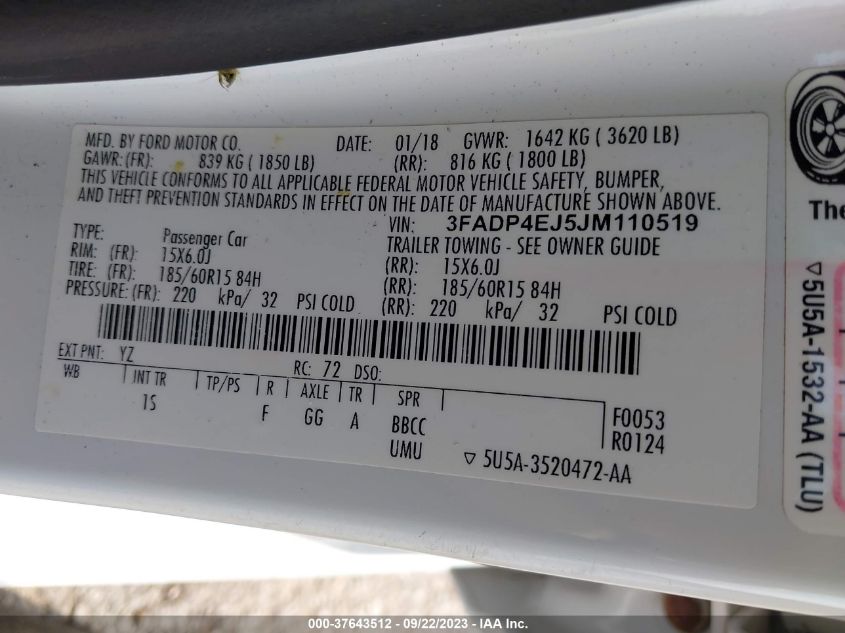 MFD. BY FORD MOTOR CO. DATE: 01/18 GVWR: 1642 KG ( 3620 LB)
GAWR: (FR): 839 KG ( 1850 LB) (RR): 816 KG ( 1800 LB)
THIS VEHICLE CONFORMS TO ALL APPLICABLE FEDERAL MOTOR VEHICLE SAFETY, BUMPER,
AND THEFT PREVENTION STANDARDS IN EFFECT ON THE DATE OF MANUFACTURE SHOWN ABOVE.
VIN: 3FADP4EJ5JM110519
TYPE: Passenger Car TRAILER TOWING - SEE OWNER GUIDE
RIM: (FR): 15X6.0J (RR): 15X6.0J
TIRE: (FR): 185/60R15 84H (RR): 185/60R15 84H
PRESSURE: (FR): 220 kPa/ 32 PSI COLD (RR): 220 kPa/ 32 PSI COLD
EXT PNT: YZ RC: 72 DSO:
WB INT TR TP/PS R AXLE TR SPR
1S F GG A BBCC F0053
UMU R0124
▽ 5U5A-3520472-AA
The
▽ 5U5A-1532-AA (TLU)
000-37643512 - 09/22/2023 - IAA Inc.